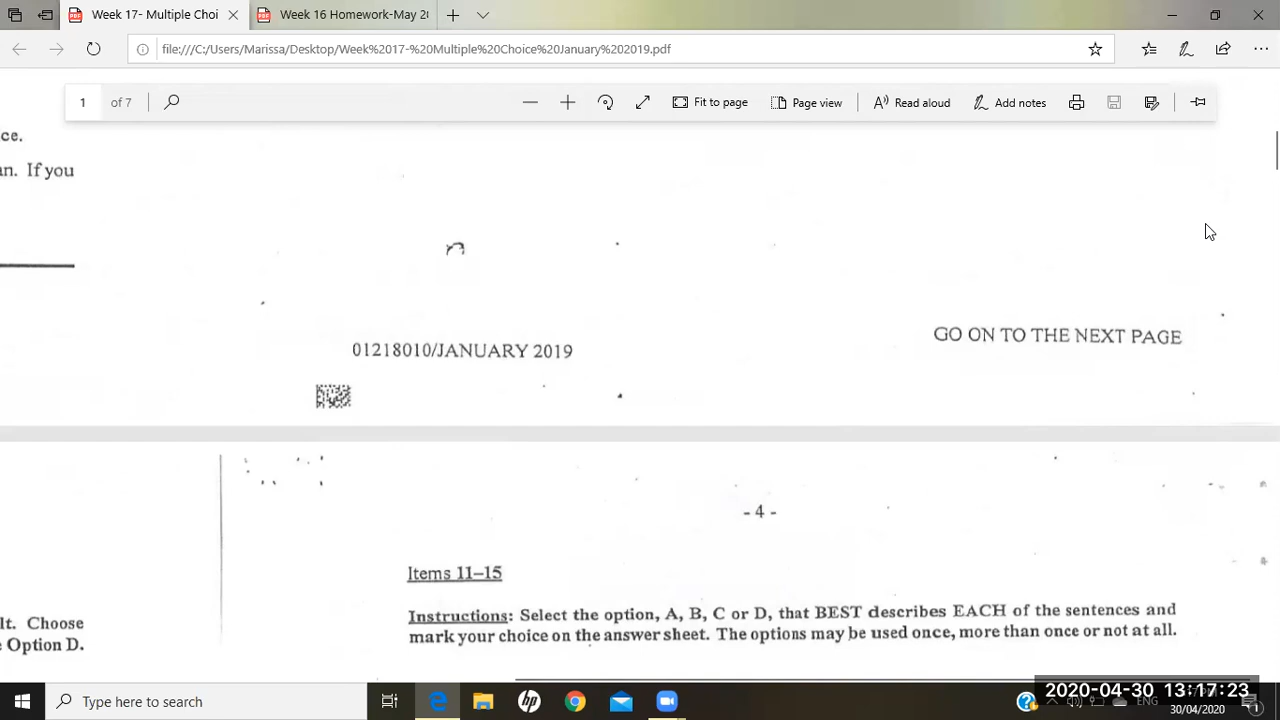 Week 17- Multiple Choi
Week 16 Homework-May 20
file:///C:/Users/Marissa/Desktop/Week%2017-%20Multiple%20Choice%20January%202019.pdf
1 of 7
Fit to page
Page view
Read aloud
Add notes
ce.
n. If you
01218010/JANUARY 2019
GO ON TO THE NEXT PAGE
- 4 -
Items 11–15
Instructions: Select the option, A, B, C or D, that BEST describes EACH of the sentences and
mark your choice on the answer sheet. The options may be used once, more than once or not at all.
lt. Choose
Option D.
Type here to search
hp
ENG
2020-04-30 13:17:23
30/04/2020